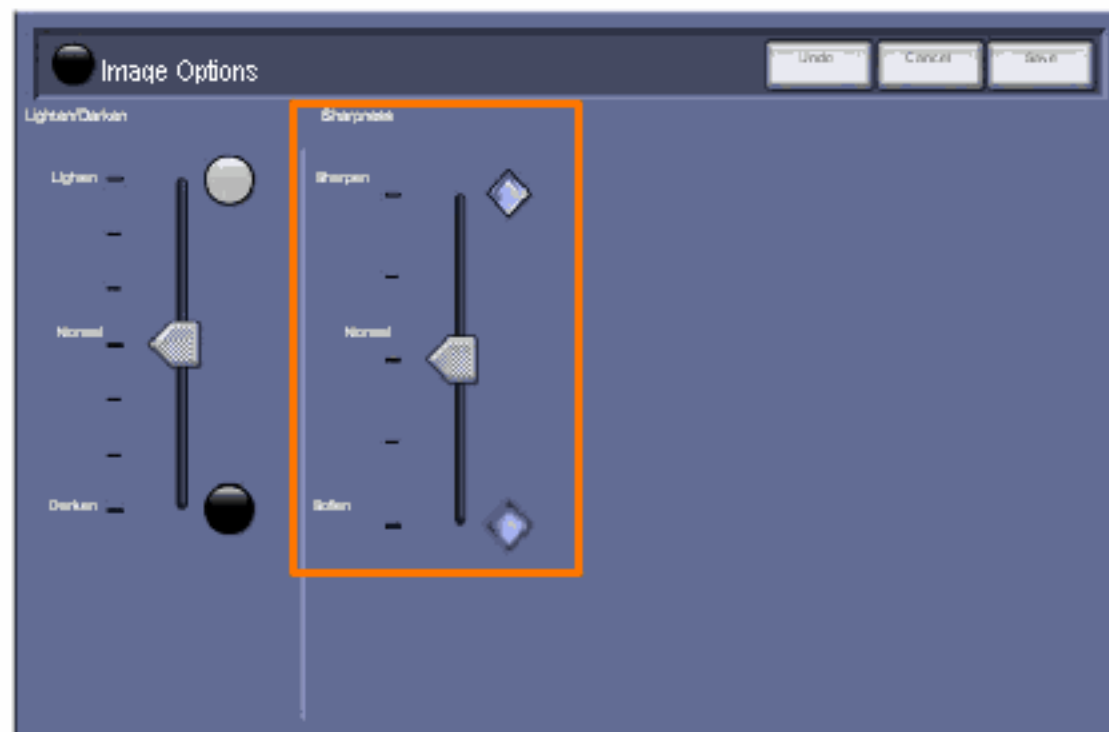 Image Options
Undo
Cancel
Save
Lighten/Darken
Lighten
Normal
Darken
Sharpness
Sharpen
Normal
Soften